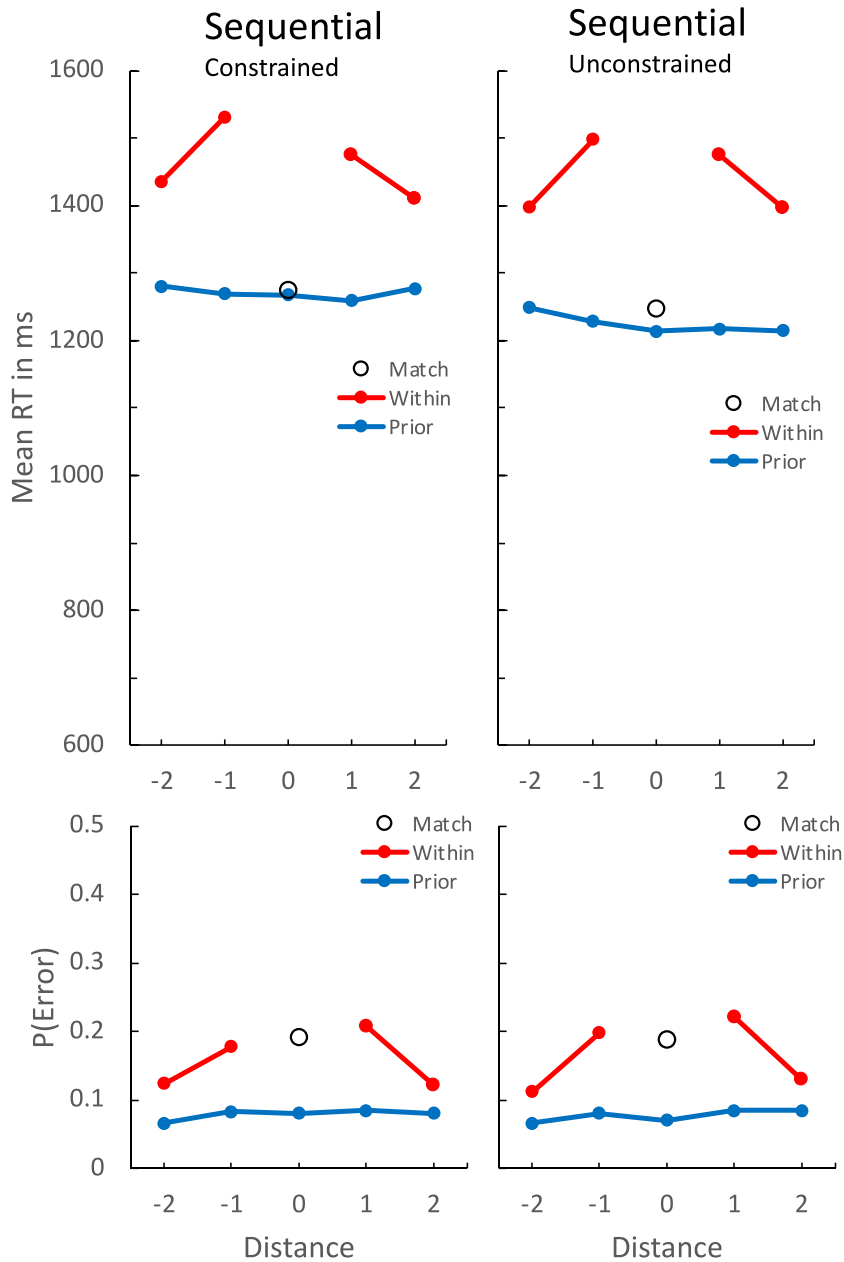 Sequential
Constrained
Sequential
Unconstrained
Mean RT in ms
1600
1400
1200
1000
800
600
Match
Within
Prior
Match
Within
Prior
-2 -1 0 1 2
-2 -1 0 1 2
P(Error)
0.5
0.4
0.3
0.2
0.1
0
Match
Within
Prior
Match
Within
Prior
-2 -1 0 1 2
-2 -1 0 1 2
Distance
Distance